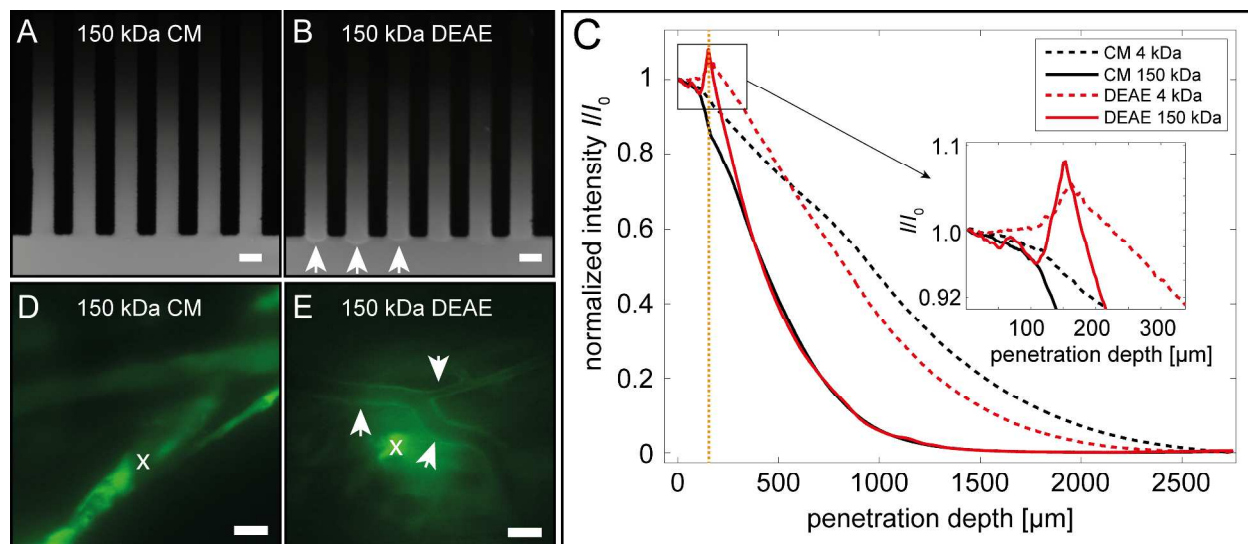 A 150 kDa CM
B 150 kDa DEAE
D 150 kDa CM
x
E 150 kDa DEAE
x
C
normalized intensity I/I0
1
0.8
0.6
0.4
0.2
0
0 500 1000 1500 2000 2500
penetration depth [µm]
CM 4 kDa
CM 150 kDa
DEAE 4 kDa
DEAE 150 kDa
I/I0
1.1
1.0
0.92
100 200 300
penetration depth [µm]